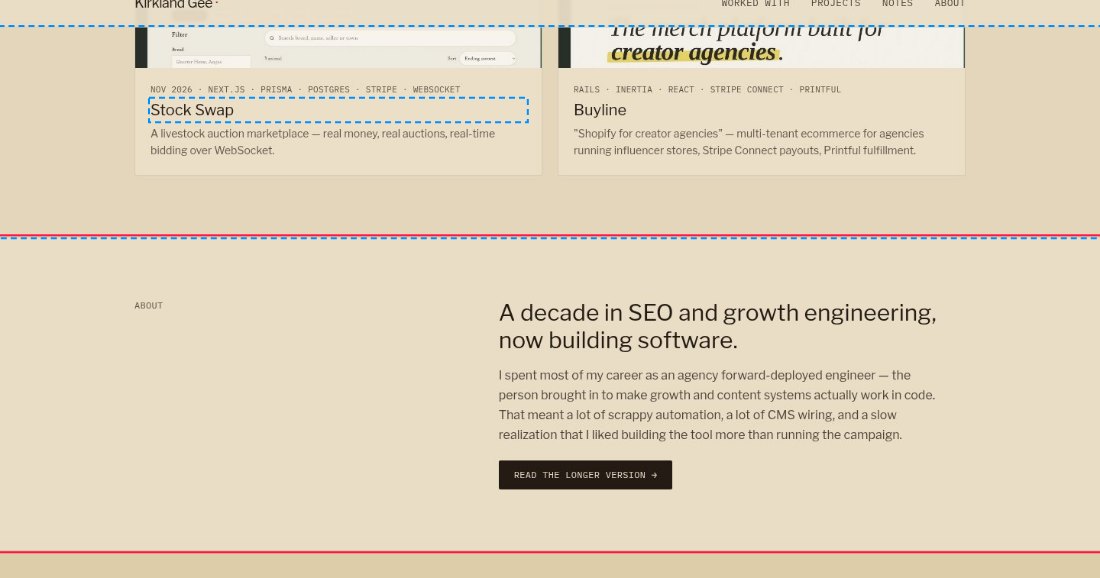 Kirkland Gee
WORKED WITH PROJECTS NOTES ABOUT
Filter
Search breed, name, seller or town
Breed
Quarter Horse, Angus
National
Sort Ending soonest
The merch platform built for
creator agencies.
NOV 2026 · NEXT.JS · PRISMA · POSTGRES · STRIPE · WEBSOCKET
Stock Swap
A livestock auction marketplace — real money, real auctions, real-time
bidding over WebSocket.
RAILS · INERTIA · REACT · STRIPE CONNECT · PRINTFUL
Buyline
"Shopify for creator agencies" — multi-tenant ecommerce for agencies
running influencer stores, Stripe Connect payouts, Printful fulfillment.
ABOUT
A decade in SEO and growth engineering,
now building software.
I spent most of my career as an agency forward-deployed engineer — the
person brought in to make growth and content systems actually work in code.
That meant a lot of scrappy automation, a lot of CMS wiring, and a slow
realization that I liked building the tool more than running the campaign.
READ THE LONGER VERSION →